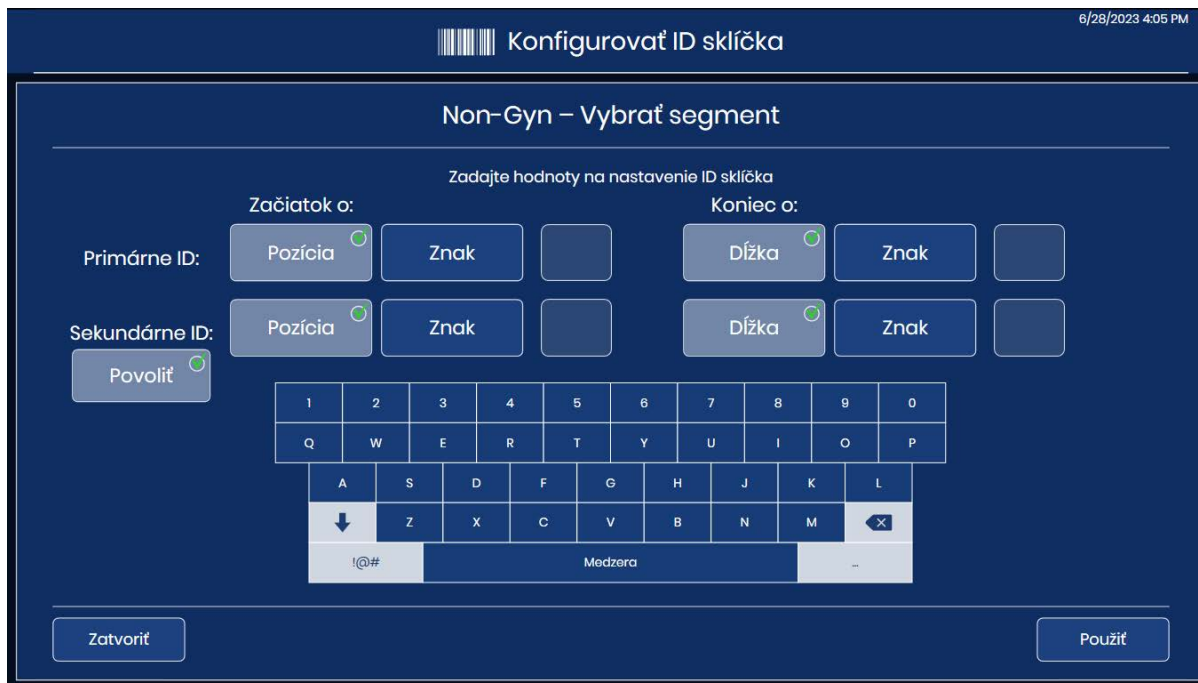 6/28/2023 4:05 PM
Konfigurovať ID sklíčka
Non-Gyn – Vybrať segment
Zadajte hodnoty na nastavenie ID sklíčka
Začiatok o: Koniec o:
Primárne ID: Pozícia Znak Dĺžka Znak
Sekundárne ID: Pozícia Znak Dĺžka Znak
Povoliť
1 2 3 4 5 6 7 8 9 0
Q W E R T Y U I O P
A S D F G H J K L
Z X C V B N M
!@# Medzera ...
Zatvoriť Použiť